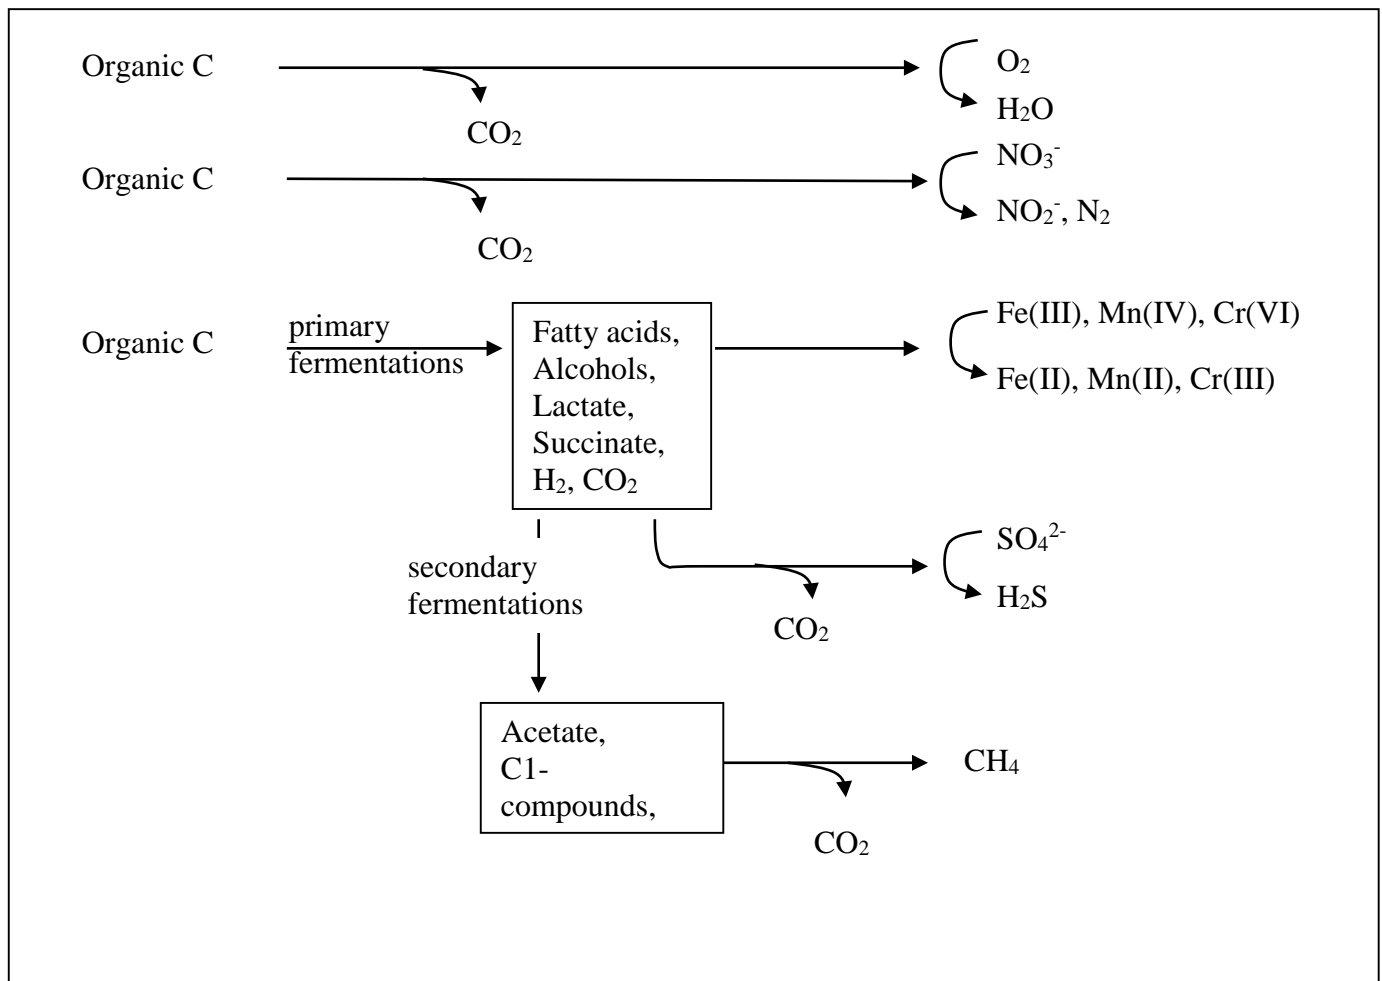 Organic C
O₂
H₂O
CO₂
Organic C
NO₃⁻
NO₂⁻, N₂
CO₂
Organic C
primary
fermentations
Fatty acids,
Alcohols,
Lactate,
Succinate,
H₂, CO₂
Fe(III), Mn(IV), Cr(VI)
Fe(II), Mn(II), Cr(III)
secondary
fermentations
SO₄²⁻
H₂S
CO₂
Acetate,
C1-
compounds,
CH₄
CO₂